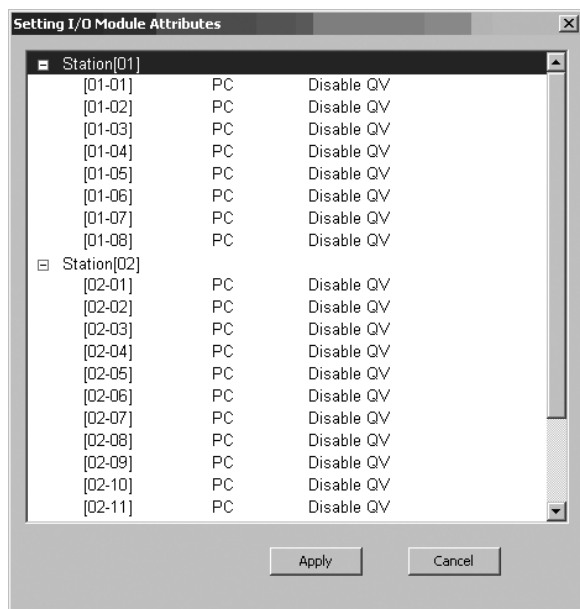 Setting I/O Module Attributes
Station[01]
[01-01] PC Disable QV
[01-02] PC Disable QV
[01-03] PC Disable QV
[01-04] PC Disable QV
[01-05] PC Disable QV
[01-06] PC Disable QV
[01-07] PC Disable QV
[01-08] PC Disable QV
Station[02]
[02-01] PC Disable QV
[02-02] PC Disable QV
[02-03] PC Disable QV
[02-04] PC Disable QV
[02-05] PC Disable QV
[02-06] PC Disable QV
[02-07] PC Disable QV
[02-08] PC Disable QV
[02-09] PC Disable QV
[02-10] PC Disable QV
[02-11] PC Disable QV
Apply Cancel